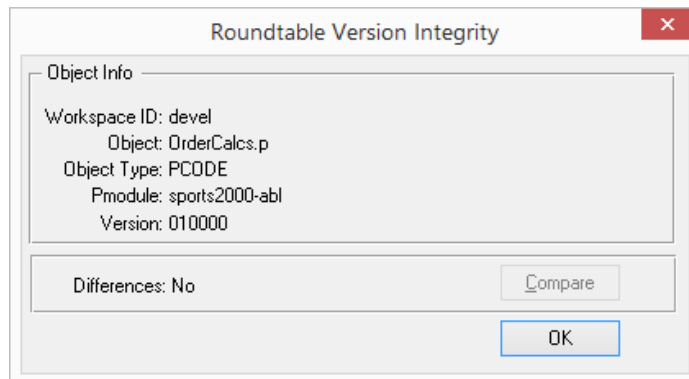 Roundtable Version Integrity
Object Info
Workspace ID: devel
Object: OrderCalcs.p
Object Type: PCODE
Pmodule: sports2000-abl
Version: 010000
Differences: No
Compare
OK